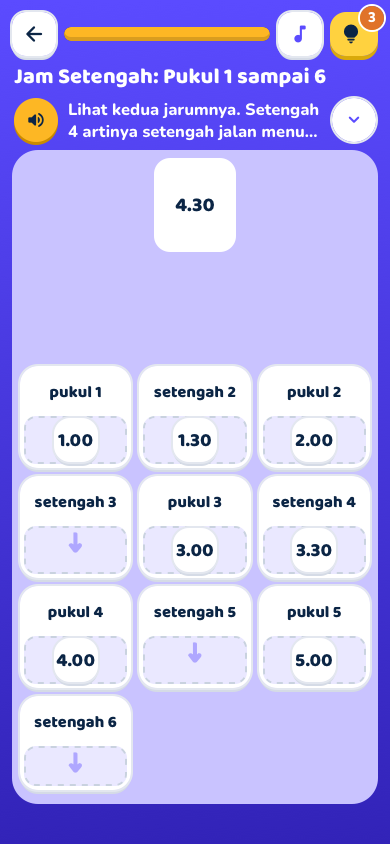 3
Jam Setengah: Pukul 1 sampai 6
Lihat kedua jarumnya. Setengah
4 artinya setengah jalan menu...
4.30
pukul 1
setengah 2
pukul 2
1.00
1.30
2.00
setengah 3
pukul 3
setengah 4
3.00
3.30
pukul 4
setengah 5
pukul 5
4.00
5.00
setengah 6